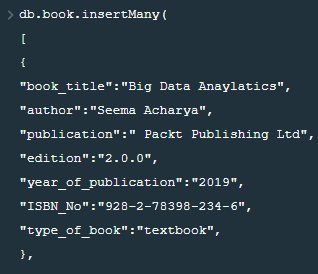 > db.book.insertMany(
[
{
"book_title":"Big Data Anaylatics",
"author":"Seema Acharya",
"publication":" Packt Publishing Ltd",
"edition":"2.0.0",
"year_of_publication":"2019",
"ISBN_No":"928-2-78398-234-6",
"type_of_book":"textbook",
},